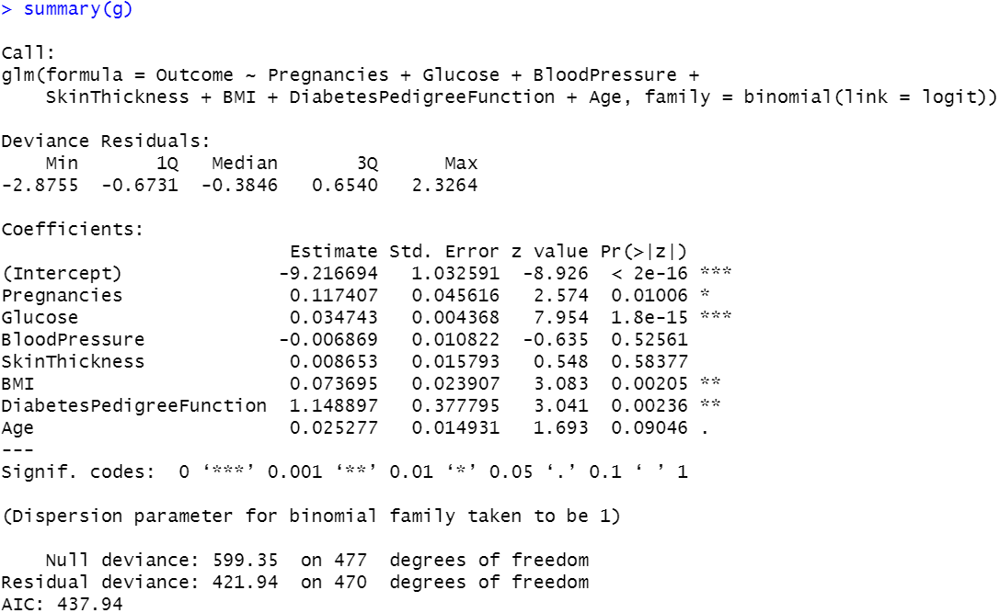 > summary(g)
Call:
glm(formula = Outcome ~ Pregnancies + Glucose + BloodPressure +
    SkinThickness + BMI + DiabetesPedigreeFunction + Age, family = binomial(link = logit))
Deviance Residuals:
    Min       1Q   Median       3Q      Max
-2.8755  -0.6731  -0.3846   0.6540   2.3264
Coefficients:
                          Estimate Std. Error z value Pr(>|z|)
(Intercept)              -9.216694   1.032591  -8.926  < 2e-16 ***
Pregnancies               0.117407   0.045616   2.574  0.01006 *
Glucose                   0.034743   0.004368   7.954  1.8e-15 ***
BloodPressure            -0.006869   0.010822  -0.635  0.52561
SkinThickness             0.008653   0.015793   0.548  0.58377
BMI                       0.073695   0.023907   3.083  0.00205 **
DiabetesPedigreeFunction  1.148897   0.377795   3.041  0.00236 **
Age                       0.025277   0.014931   1.693  0.09046 .
---
Signif. codes:  0 ‘***’ 0.001 ‘**’ 0.01 ‘*’ 0.05 ‘.’ 0.1 ‘ ’ 1
(Dispersion parameter for binomial family taken to be 1)
    Null deviance: 599.35  on 477  degrees of freedom
Residual deviance: 421.94  on 470  degrees of freedom
AIC: 437.94